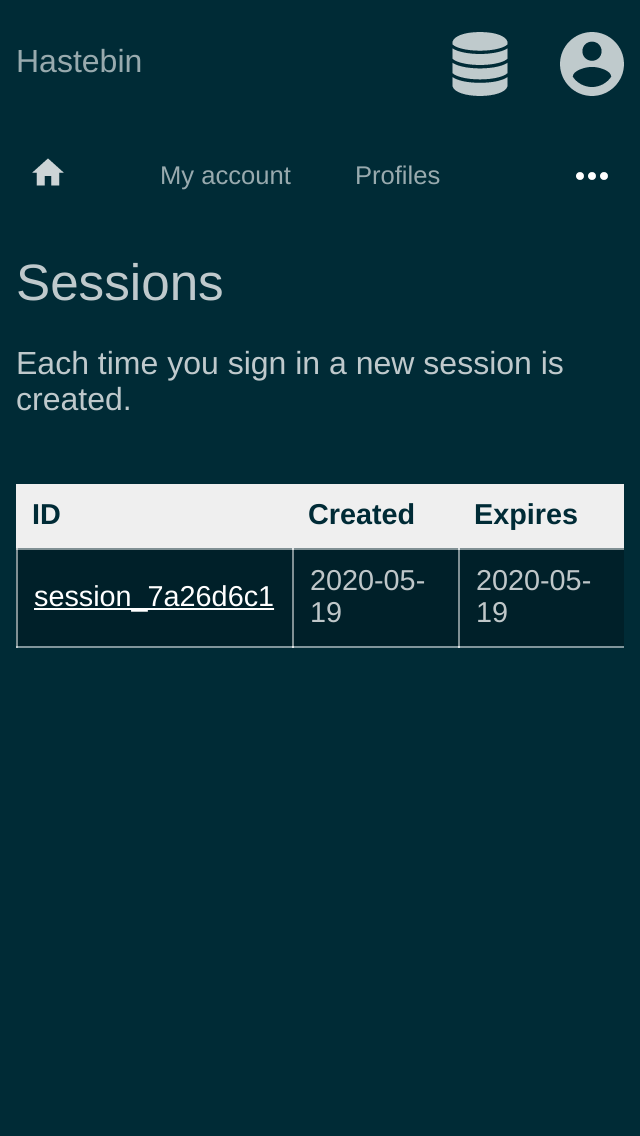 Hastebin
My account Profiles
Sessions
Each time you sign in a new session is
created.
ID Created Expires
session_7a26d6c1 2020-05-19 2020-05-19